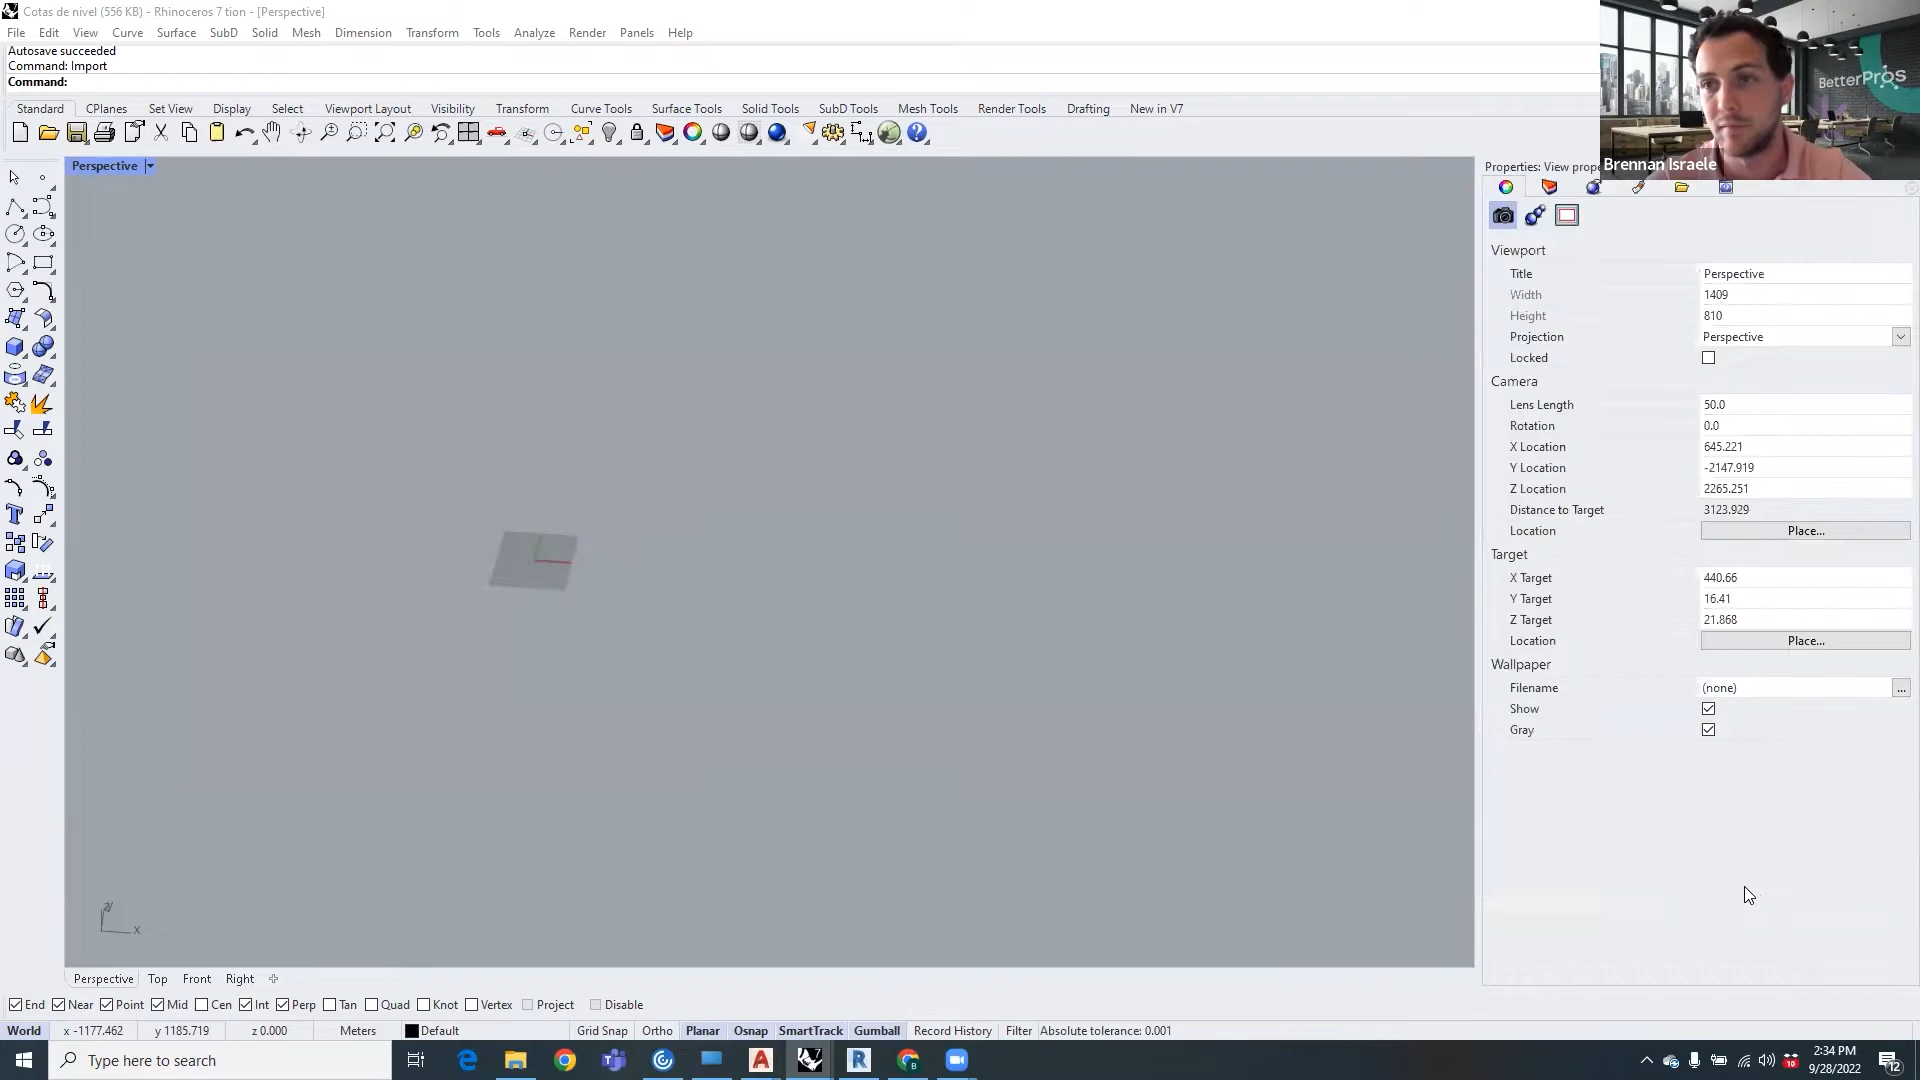 Cotas de nivel (556 KB) - Rhinoceros 7 tion - [Perspective]
File Edit View Curve Surface SubD Solid Mesh Dimension Transform Tools Analyze Render Panels Help
Autosave succeeded
Command: Import
Command:
Standard CPlanes Set View Display Select Viewport Layout Visibility Transform Curve Tools Surface Tools Solid Tools SubD Tools Mesh Tools Render Tools Drafting New in V7
BetterPros
Brennan Israele
Perspective
Properties: View prope
Viewport
Title Perspective
Width 1409
Height 810
Projection Perspective
Locked
Camera
Lens Length 50.0
Rotation 0.0
X Location 645.221
Y Location -2147.919
Z Location 2265.251
Distance to Target 3123.929
Location Place...
Target
X Target 440.66
Y Target 16.41
Z Target 21.868
Location Place...
Wallpaper
Filename (none) ...
Show
Gray
x
Perspective Top Front Right
End Near Point Mid Cen Int Perp Tan Quad Knot Vertex Project Disable
World x -1177.462 y 1185.719 z 0.000 Meters Default Grid Snap Ortho Planar Osnap SmartTrack Gumball Record History Filter Absolute tolerance: 0.001
Type here to search
2:34 PM
9/28/2022
12